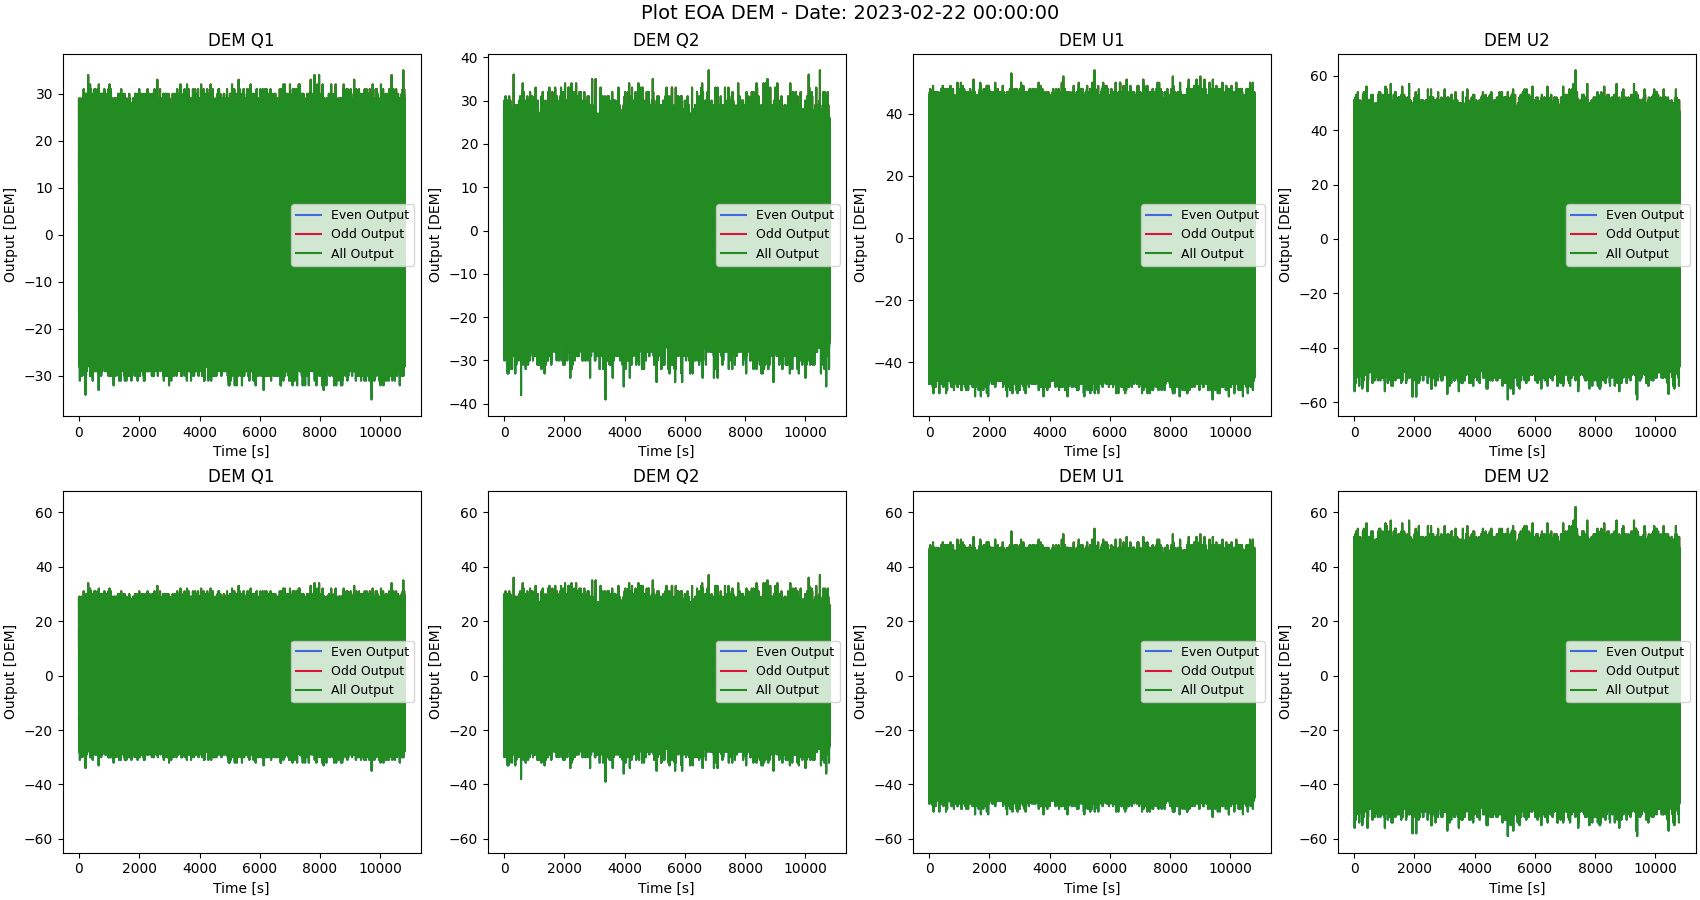 Plot EOA DEM - Date: 2023-02-22 00:00:00
DEM Q1
Output [DEM]
30
20
10
0
−10
−20
−30
0 2000 4000 6000 8000 10000
Time [s]
Even Output
Odd Output
All Output
DEM Q2
Output [DEM]
40
30
20
10
0
−10
−20
−30
−40
0 2000 4000 6000 8000 10000
Time [s]
Even Output
Odd Output
All Output
DEM U1
Output [DEM]
40
20
0
−20
−40
0 2000 4000 6000 8000 10000
Time [s]
Even Output
Odd Output
All Output
DEM U2
Output [DEM]
60
40
20
0
−20
−40
−60
0 2000 4000 6000 8000 10000
Time [s]
Even Output
Odd Output
All Output
DEM Q1
Output [DEM]
60
40
20
0
−20
−40
−60
0 2000 4000 6000 8000 10000
Time [s]
Even Output
Odd Output
All Output
DEM Q2
Output [DEM]
60
40
20
0
−20
−40
−60
0 2000 4000 6000 8000 10000
Time [s]
Even Output
Odd Output
All Output
DEM U1
Output [DEM]
60
40
20
0
−20
−40
−60
0 2000 4000 6000 8000 10000
Time [s]
Even Output
Odd Output
All Output
DEM U2
Output [DEM]
60
40
20
0
−20
−40
−60
0 2000 4000 6000 8000 10000
Time [s]
Even Output
Odd Output
All Output